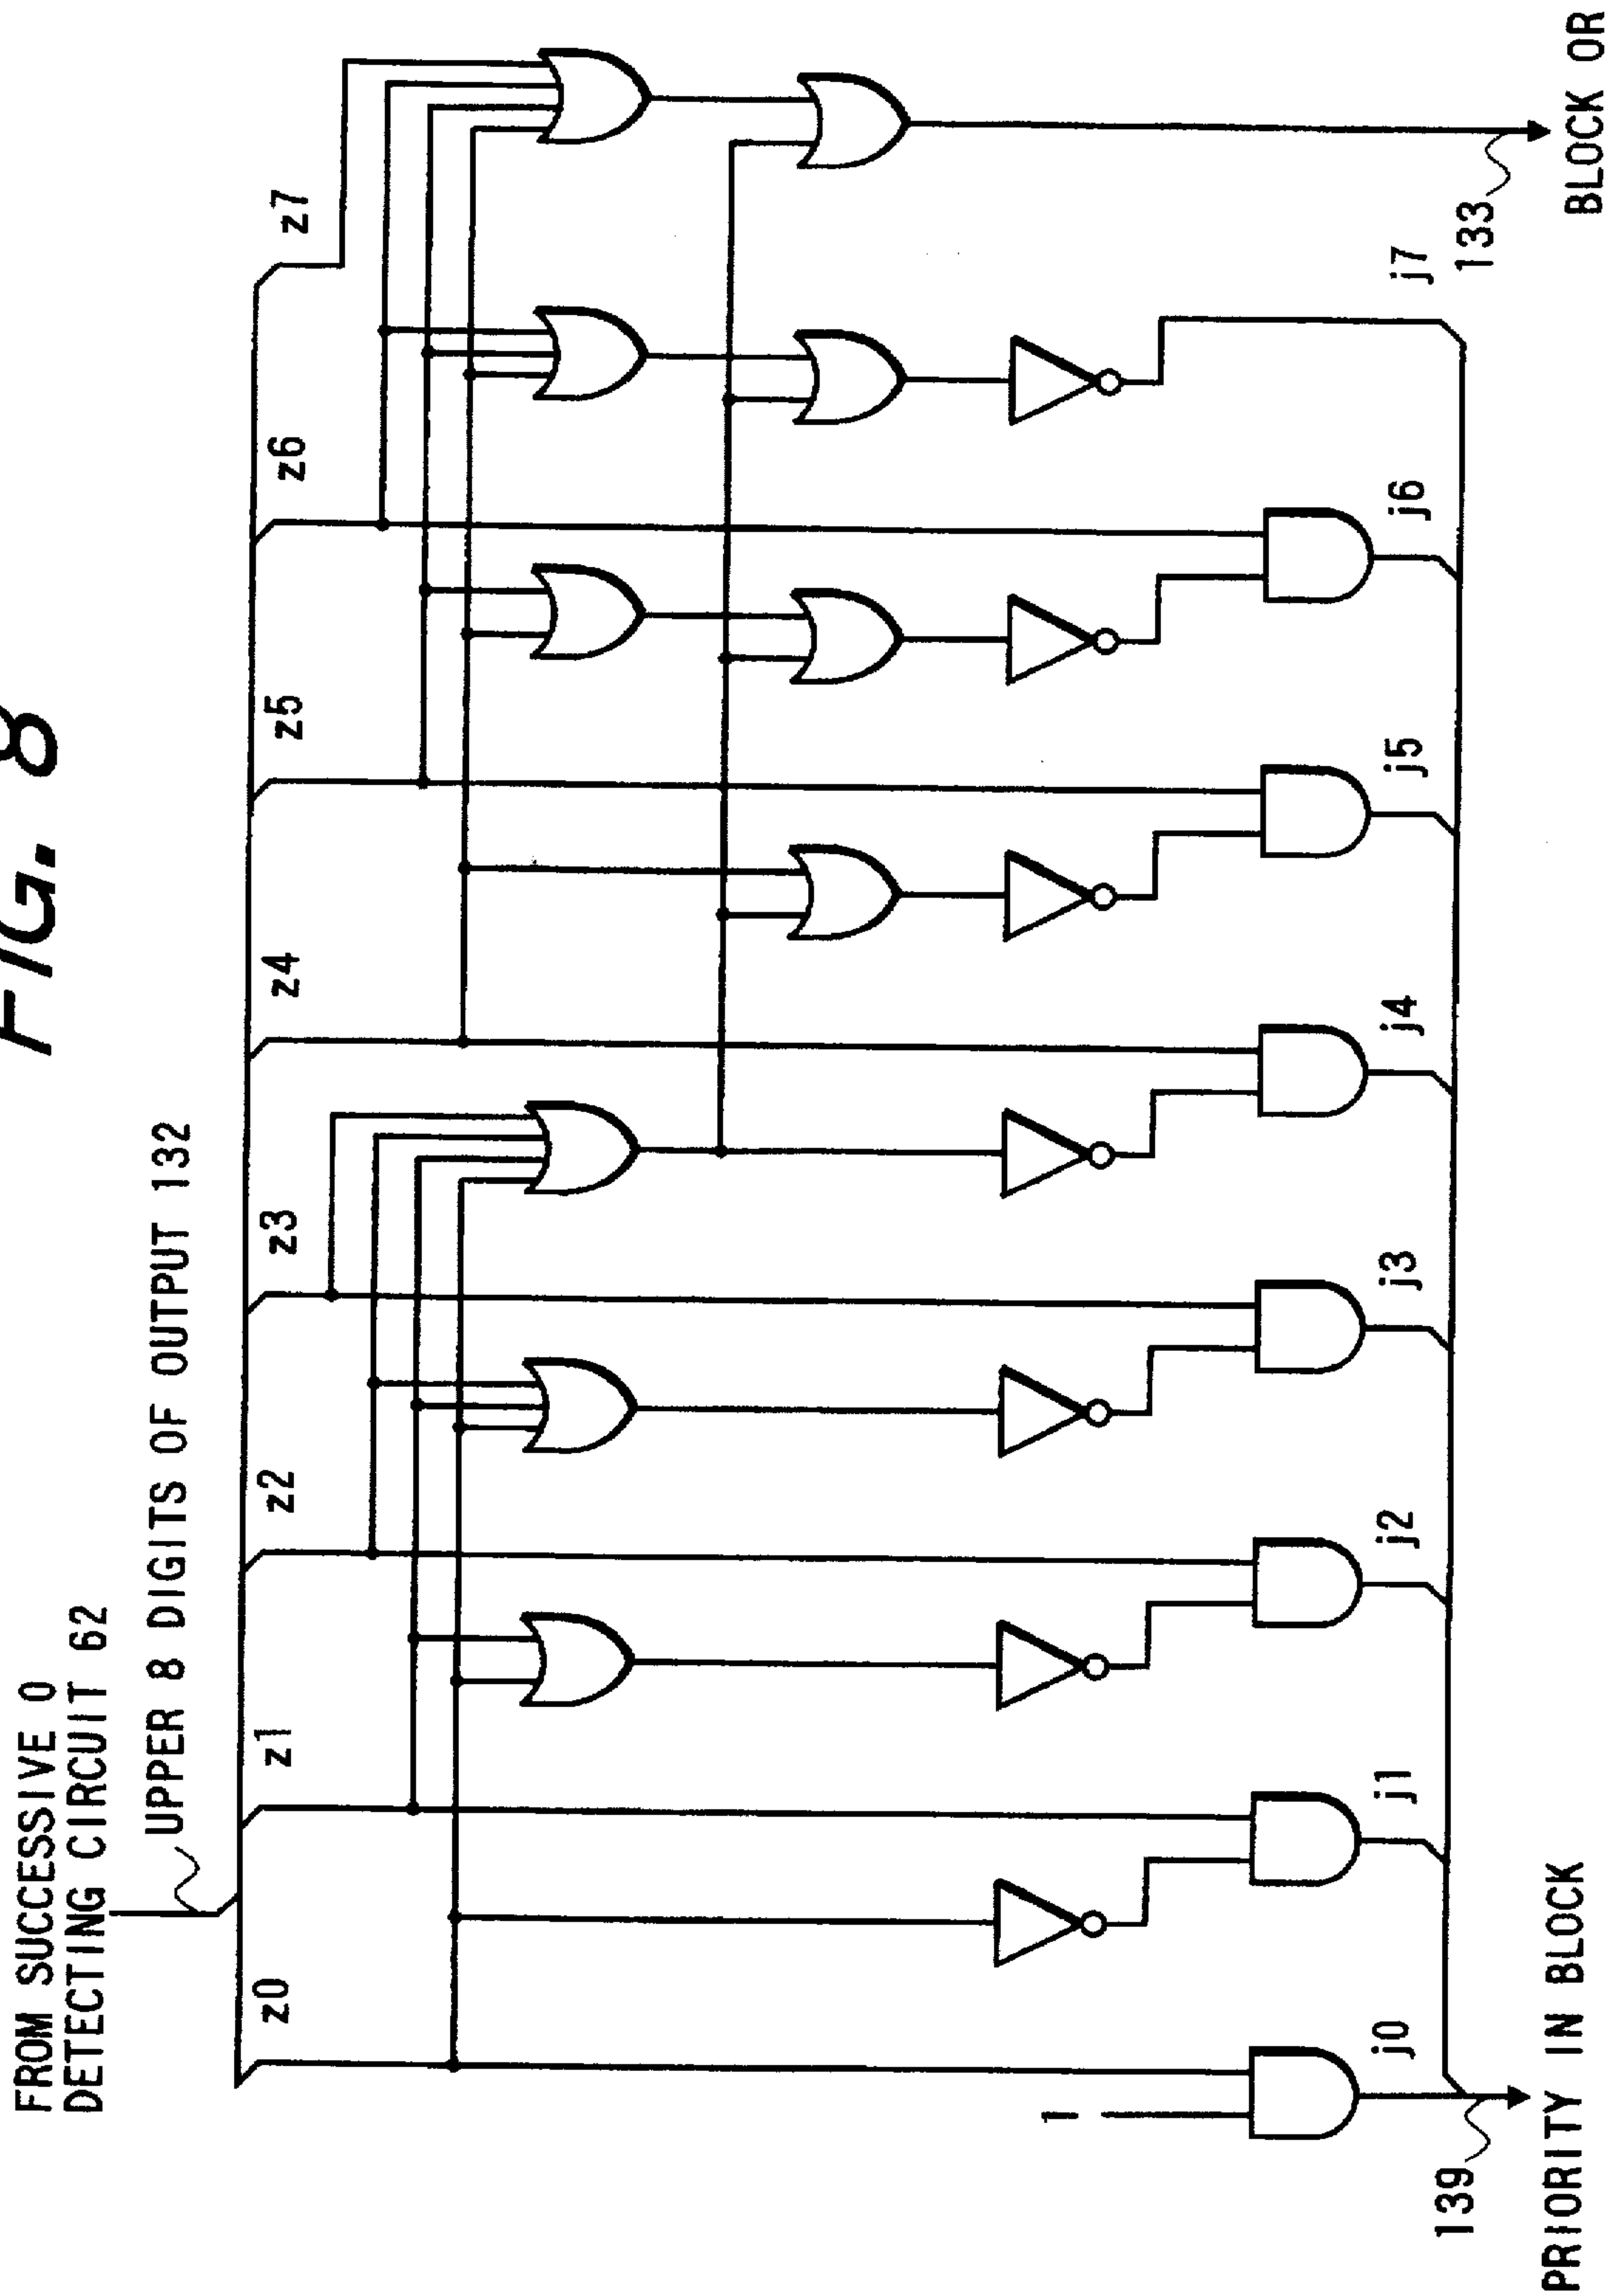 FIG. 8
FROM SUCCESSIVE 0
DETECTING CIRCUIT 62
UPPER 8 DIGITS OF OUTPUT 132
z0
z1
z2
z3
z4
z5
z6
z7
1
j0
j1
j2
j3
j4
j5
j6
j7
139
PRIORITY IN BLOCK
133
BLOCK OR